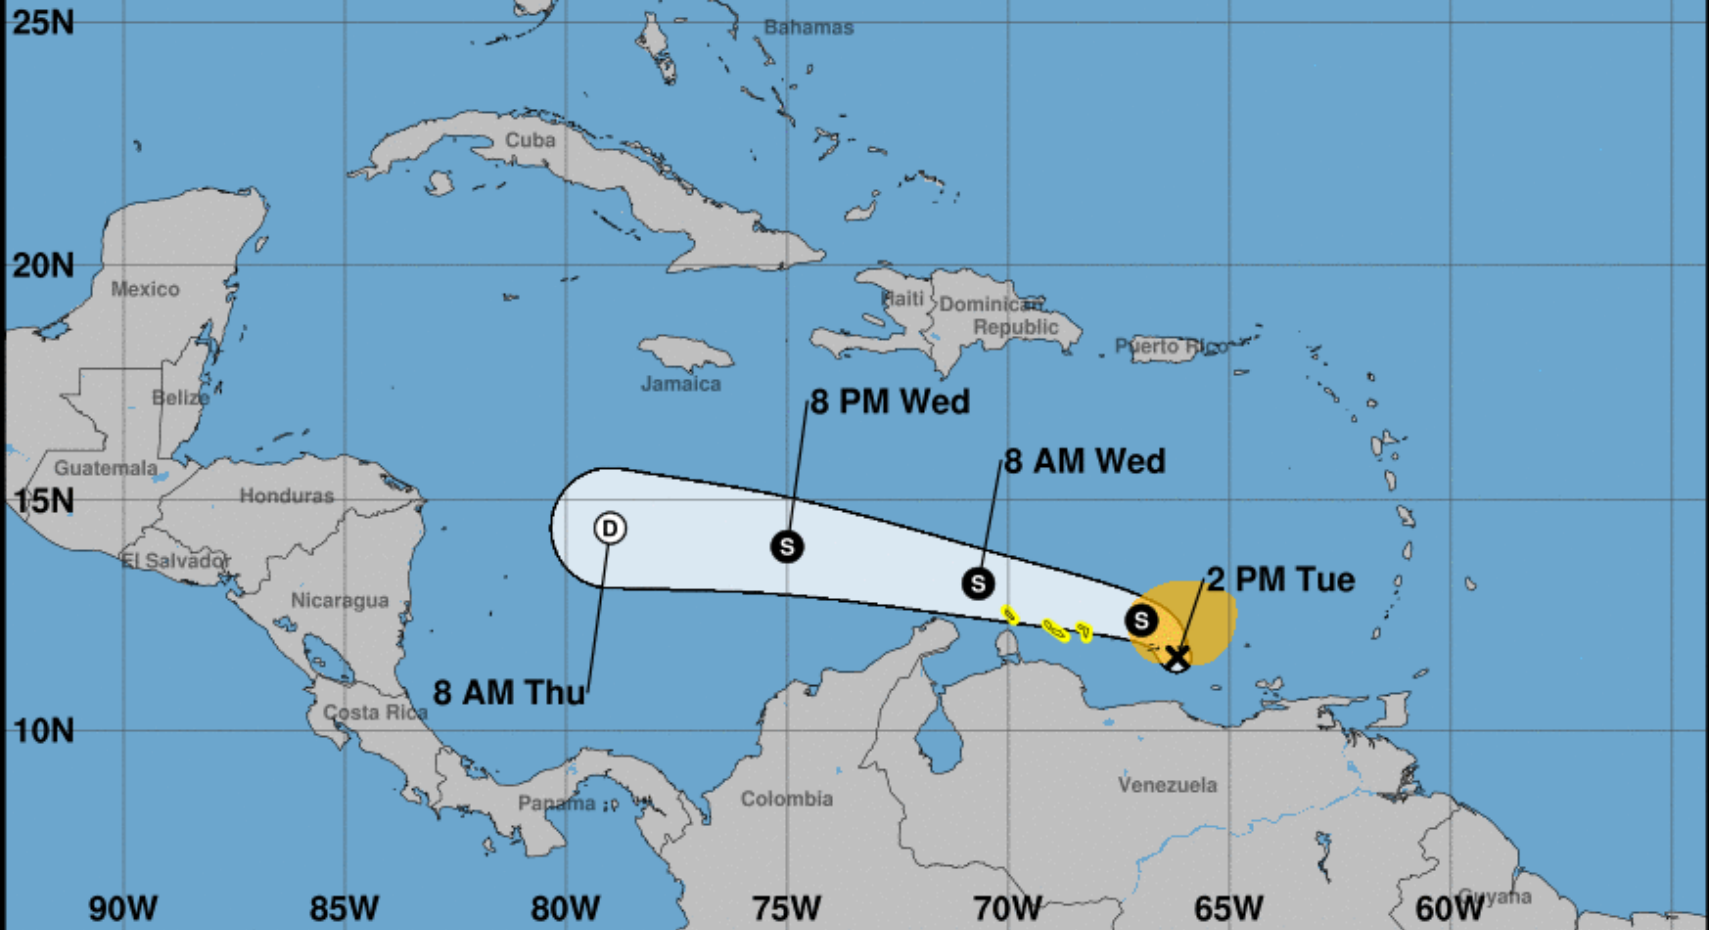 25N
Bahamas
Cuba
20N
Mexico
Haiti
Dominican
Republic
Puerto Rico
Jamaica
Belize
8 PM Wed
8 AM Wed
Guatemala
Honduras
15N
D
S
S
S
2 PM Tue
El Salvador
Nicaragua
8 AM Thu
Costa Rica
10N
Panama
Colombia
Venezuela
Guyana
90W
85W
80W
75W
70W
65W
60W